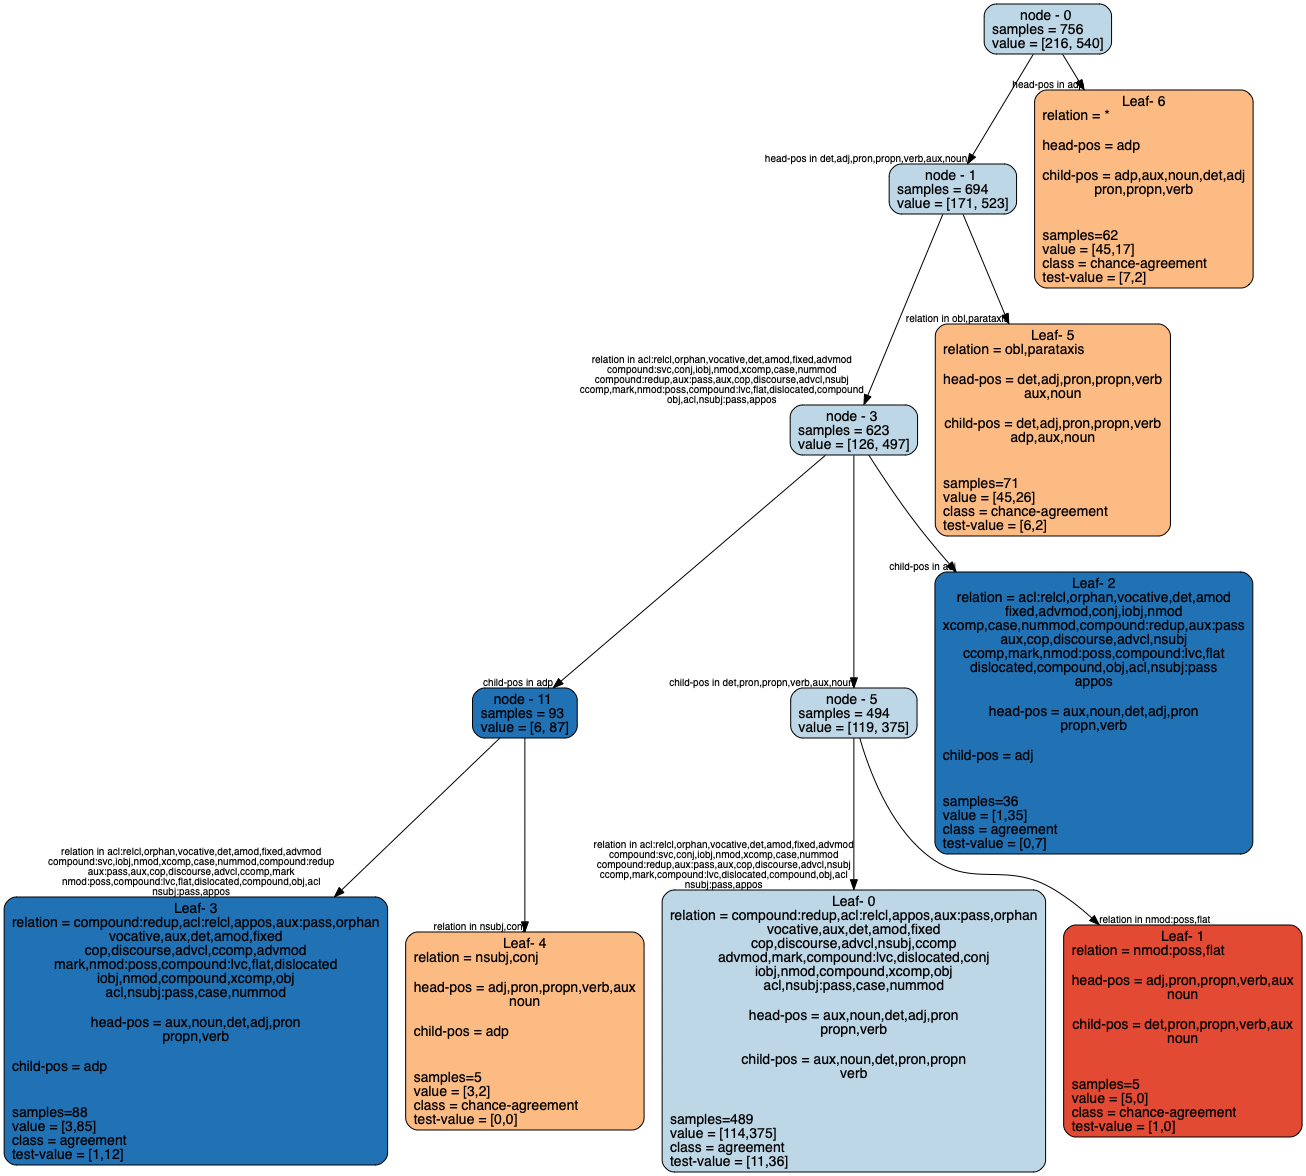 node - 0
samples = 756
value = [216, 540]
head-pos in adp
Leaf- 6
relation = *
head-pos = adp
child-pos = adp,aux,noun,det,adj
pron,propn,verb
samples=62
value = [45,17]
class = chance-agreement
test-value = [7,2]
head-pos in det,adj,pron,propn,verb,aux,noun
node - 1
samples = 694
value = [171, 523]
relation in obl,parataxis
Leaf- 5
relation = obl,parataxis
head-pos = det,adj,pron,propn,verb
aux,noun
child-pos = det,adj,pron,propn,verb
adp,aux,noun
samples=71
value = [45,26]
class = chance-agreement
test-value = [6,2]
relation in acl:relcl,orphan,vocative,det,amod,fixed,advmod
compound:svc,conj,iobj,nmod,xcomp,case,nummod
compound:redup,aux:pass,aux,cop,discourse,advcl,nsubj
ccomp,mark,nmod:poss,compound:lvc,flat,dislocated,compound
obj,acl,nsubj:pass,appos
node - 3
samples = 623
value = [126, 497]
child-pos in adj
Leaf- 2
relation = acl:relcl,orphan,vocative,det,amod
fixed,advmod,conj,iobj,nmod
xcomp,case,nummod,compound:redup,aux:pass
aux,cop,discourse,advcl,nsubj
ccomp,mark,nmod:poss,compound:lvc,flat
dislocated,compound,obj,acl,nsubj:pass
appos
head-pos = aux,noun,det,adj,pron
propn,verb
child-pos = adj
samples=36
value = [1,35]
class = agreement
test-value = [0,7]
child-pos in adp
node - 11
samples = 93
value = [6, 87]
child-pos in det,pron,propn,verb,aux,noun
node - 5
samples = 494
value = [119, 375]
relation in acl:relcl,orphan,vocative,det,amod,fixed,advmod
compound:svc,iobj,nmod,xcomp,case,nummod,compound:redup
aux:pass,aux,cop,discourse,advcl,ccomp,mark
nmod:poss,compound:lvc,flat,dislocated,compound,obj,acl
nsubj:pass,appos
Leaf- 3
relation = compound:redup,acl:relcl,appos,aux:pass,orphan
vocative,aux,det,amod,fixed
cop,discourse,advcl,ccomp,advmod
mark,nmod:poss,compound:lvc,flat,dislocated
iobj,nmod,compound,xcomp,obj
acl,nsubj:pass,case,nummod
head-pos = aux,noun,det,adj,pron
propn,verb
child-pos = adp
samples=88
value = [3,85]
class = agreement
test-value = [1,12]
relation in nsubj,conj
Leaf- 4
relation = nsubj,conj
head-pos = adj,pron,propn,verb,aux
noun
child-pos = adp
samples=5
value = [3,2]
class = chance-agreement
test-value = [0,0]
relation in acl:relcl,orphan,vocative,det,amod,fixed,advmod
compound:svc,conj,iobj,nmod,xcomp,case,nummod
compound:redup,aux:pass,aux,cop,discourse,advcl,nsubj
ccomp,mark,compound:lvc,dislocated,compound,obj,acl
nsubj:pass,appos
Leaf- 0
relation = compound:redup,acl:relcl,appos,aux:pass,orphan
vocative,aux,det,amod,fixed
cop,discourse,advcl,nsubj,ccomp
advmod,mark,compound:lvc,dislocated,conj
iobj,nmod,compound,xcomp,obj
acl,nsubj:pass,case,nummod
head-pos = aux,noun,det,adj,pron
propn,verb
child-pos = aux,noun,det,pron,propn
verb
samples=489
value = [114,375]
class = agreement
test-value = [11,36]
relation in nmod:poss,flat
Leaf- 1
relation = nmod:poss,flat
head-pos = adj,pron,propn,verb,aux
noun
child-pos = det,pron,propn,verb,aux
noun
samples=5
value = [5,0]
class = chance-agreement
test-value = [1,0]